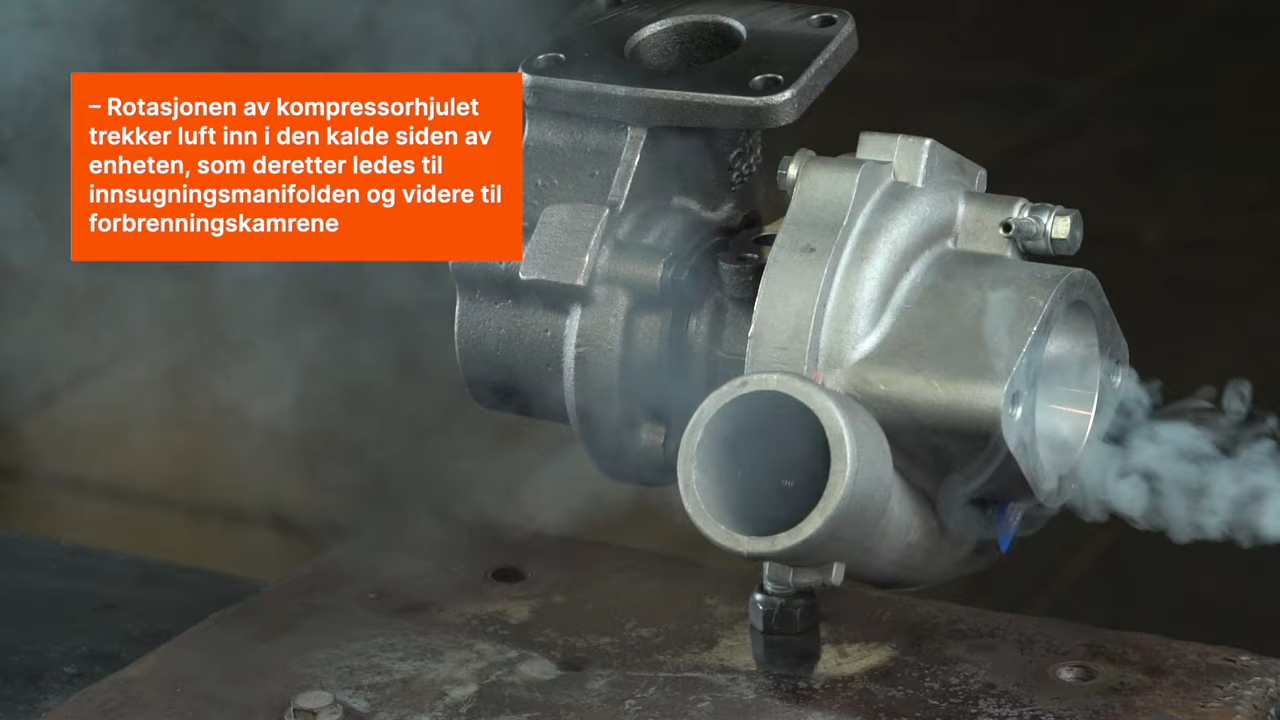 – Rotasjonen av kompressorhjulet
trekker luft inn i den kalde siden av
enheten, som deretter ledes til
innsugningsmanifolden og videre til
forbrenningskamrene